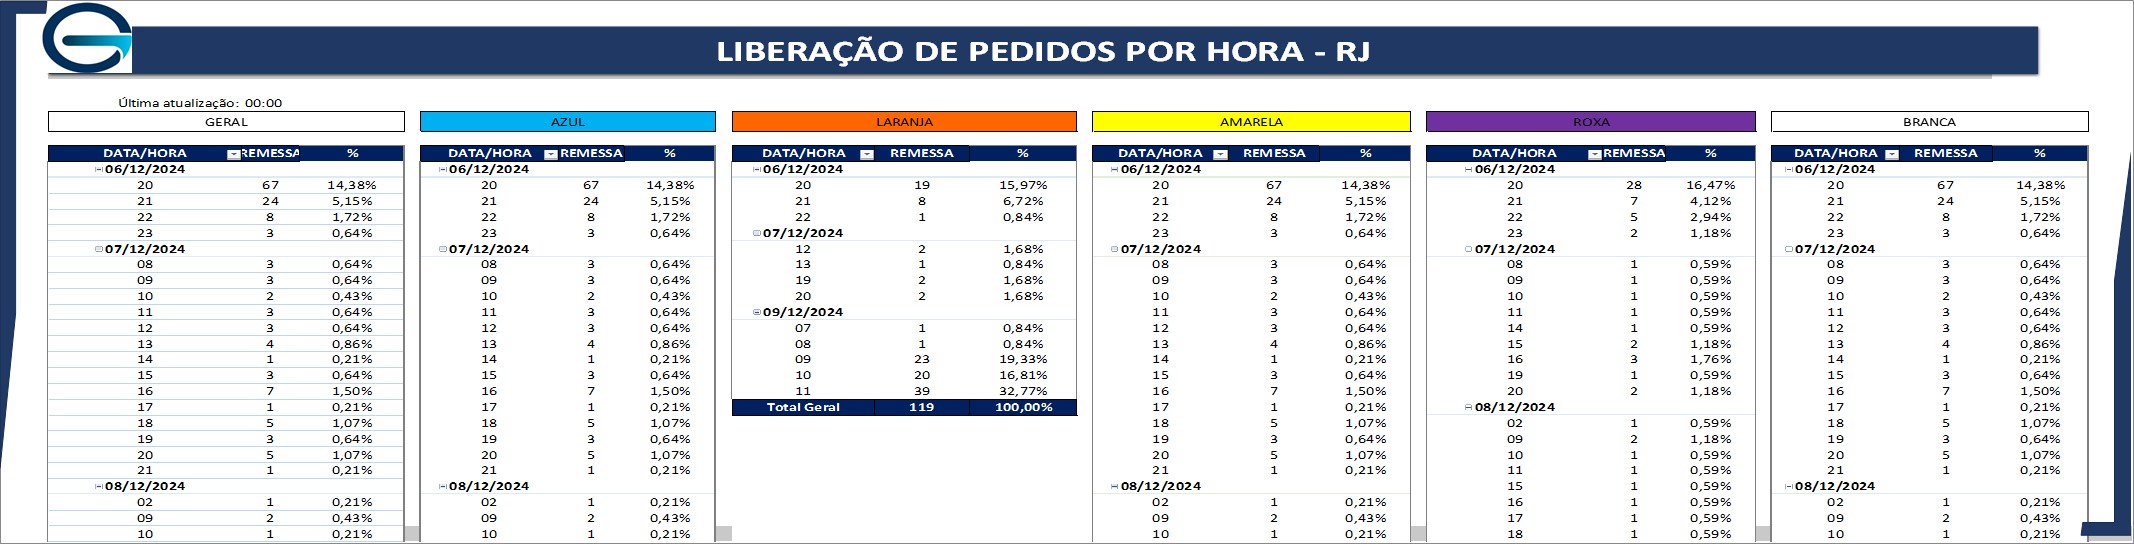 LIBERAÇÃO DE PEDIDOS POR HORA - RJ
Última atualização: 00:00
GERAL AZUL LARANJA AMARELA ROXA BRANCA
DATA/HORA REMESSA % DATA/HORA REMESSA % DATA/HORA REMESSA % DATA/HORA REMESSA % DATA/HORA REMESSA % DATA/HORA REMESSA %
06/12/2024 06/12/2024 06/12/2024 06/12/2024 06/12/2024 06/12/2024
20 67 14,38% 20 67 14,38% 20 19 15,97% 20 67 14,38% 20 28 16,47% 20 67 14,38%
21 24 5,15% 21 24 5,15% 21 8 6,72% 21 24 5,15% 21 7 4,12% 21 24 5,15%
22 8 1,72% 22 8 1,72% 22 1 0,84% 22 8 1,72% 22 5 2,94% 22 8 1,72%
23 3 0,64% 23 3 0,64% 07/12/2024 23 3 0,64% 23 2 1,18% 23 3 0,64%
07/12/2024 07/12/2024 12 2 1,68% 07/12/2024 07/12/2024 07/12/2024
08 3 0,64% 08 3 0,64% 13 1 0,84% 08 3 0,64% 08 1 0,59% 08 3 0,64%
09 3 0,64% 09 3 0,64% 19 2 1,68% 09 3 0,64% 09 1 0,59% 09 3 0,64%
10 2 0,43% 10 2 0,43% 20 2 1,68% 10 2 0,43% 10 1 0,59% 10 2 0,43%
11 3 0,64% 11 3 0,64% 09/12/2024 11 3 0,64% 11 1 0,59% 11 3 0,64%
12 3 0,64% 12 3 0,64% 07 1 0,84% 12 3 0,64% 14 1 0,59% 12 3 0,64%
13 4 0,86% 13 4 0,86% 08 1 0,84% 13 4 0,86% 15 2 1,18% 13 4 0,86%
14 1 0,21% 14 1 0,21% 09 23 19,33% 14 1 0,21% 16 3 1,76% 14 1 0,21%
15 3 0,64% 15 3 0,64% 10 20 16,81% 15 3 0,64% 19 1 0,59% 15 3 0,64%
16 7 1,50% 16 7 1,50% 11 39 32,77% 16 7 1,50% 20 2 1,18% 16 7 1,50%
17 1 0,21% 17 1 0,21% Total Geral 119 100,00% 17 1 0,21% 08/12/2024 17 1 0,21%
18 5 1,07% 18 5 1,07% 18 5 1,07% 02 1 0,59% 18 5 1,07%
19 3 0,64% 19 3 0,64% 19 3 0,64% 09 2 1,18% 19 3 0,64%
20 5 1,07% 20 5 1,07% 20 5 1,07% 10 1 0,59% 20 5 1,07%
21 1 0,21% 21 1 0,21% 21 1 0,21% 11 1 0,59% 21 1 0,21%
08/12/2024 08/12/2024 08/12/2024 15 1 0,59% 08/12/2024
02 1 0,21% 02 1 0,21% 02 1 0,21% 16 1 0,59% 02 1 0,21%
09 2 0,43% 09 2 0,43% 09 2 0,43% 17 1 0,59% 09 2 0,43%
10 1 0,21% 10 1 0,21% 10 1 0,21% 18 1 0,59% 10 1 0,21%